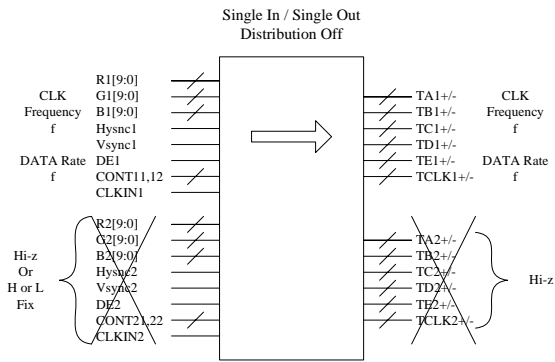 Single In / Single Out
Distribution Off
R1[9:0]
G1[9:0]
B1[9:0]
Hysnc1
Vsync1
DE1
CONT11,12
CLKIN1
CLK
Frequency
f
DATA Rate
f
TA1+/-
TB1+/-
TC1+/-
TD1+/-
TE1+/-
TCLK1+/-
CLK
Frequency
f
DATA Rate
f
R2[9:0]
G2[9:0]
B2[9:0]
Hysnc2
Vsync2
DE2
CONT21,22
CLKIN2
Hi-z
Or
H or L
Fix
TA2+/-
TB2+/-
TC2+/-
TD2+/-
TE2+/-
TCLK2+/-
Hi-z